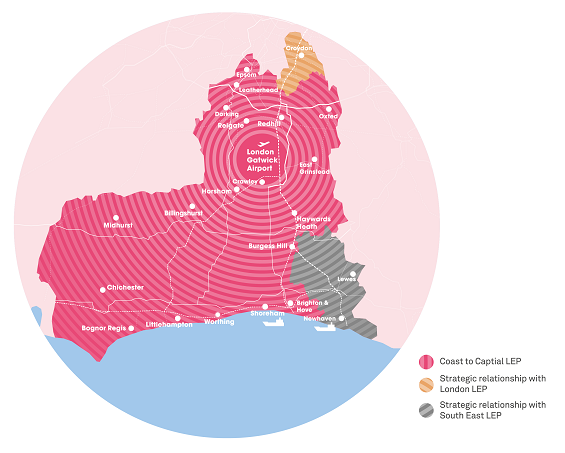 Croydon
Epsom
Leatherhead
Dorking
Reigate
Redhill
Oxted
London
Gatwick
Airport
East
Grinstead
Crawley
Horsham
Billingshurst
Midhurst
Haywards
Heath
Burgess Hill
Lewes
Chichester
Brighton &
Hove
Newhaven
Shoreham
Worthing
Littlehampton
Bognor Regis
Coast to Captial LEP
Strategic relationship with
London LEP
Strategic relationship with
South East LEP